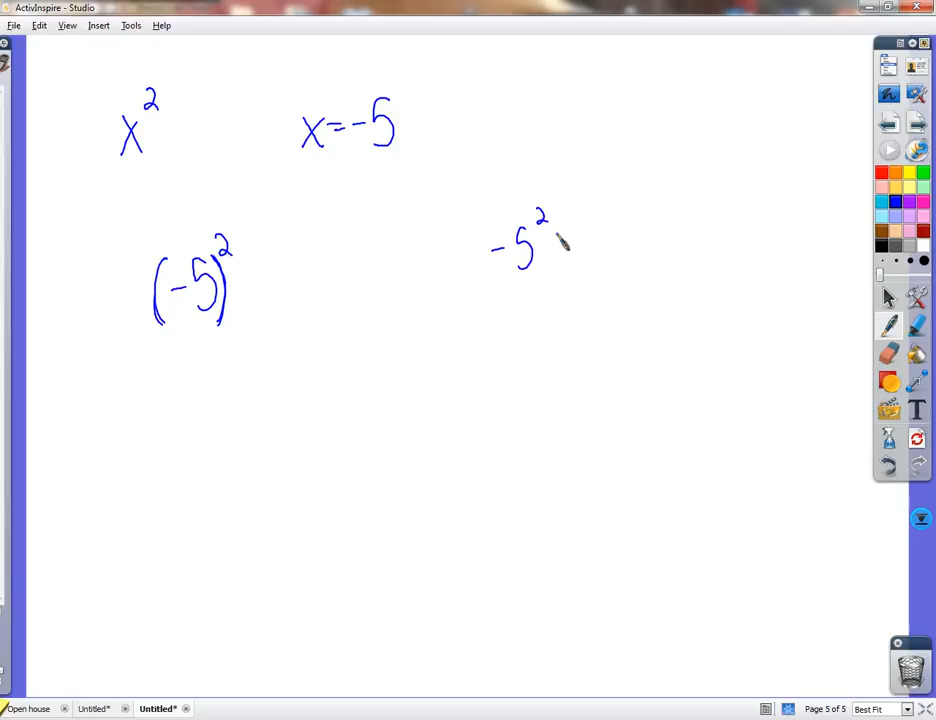 ActivInspire - Studio
File Edit View Insert Tools Help
x² x=-5
-5²
(-5)²
T
Open house Untitled* Untitled* Page 5 of 5 Best Fit